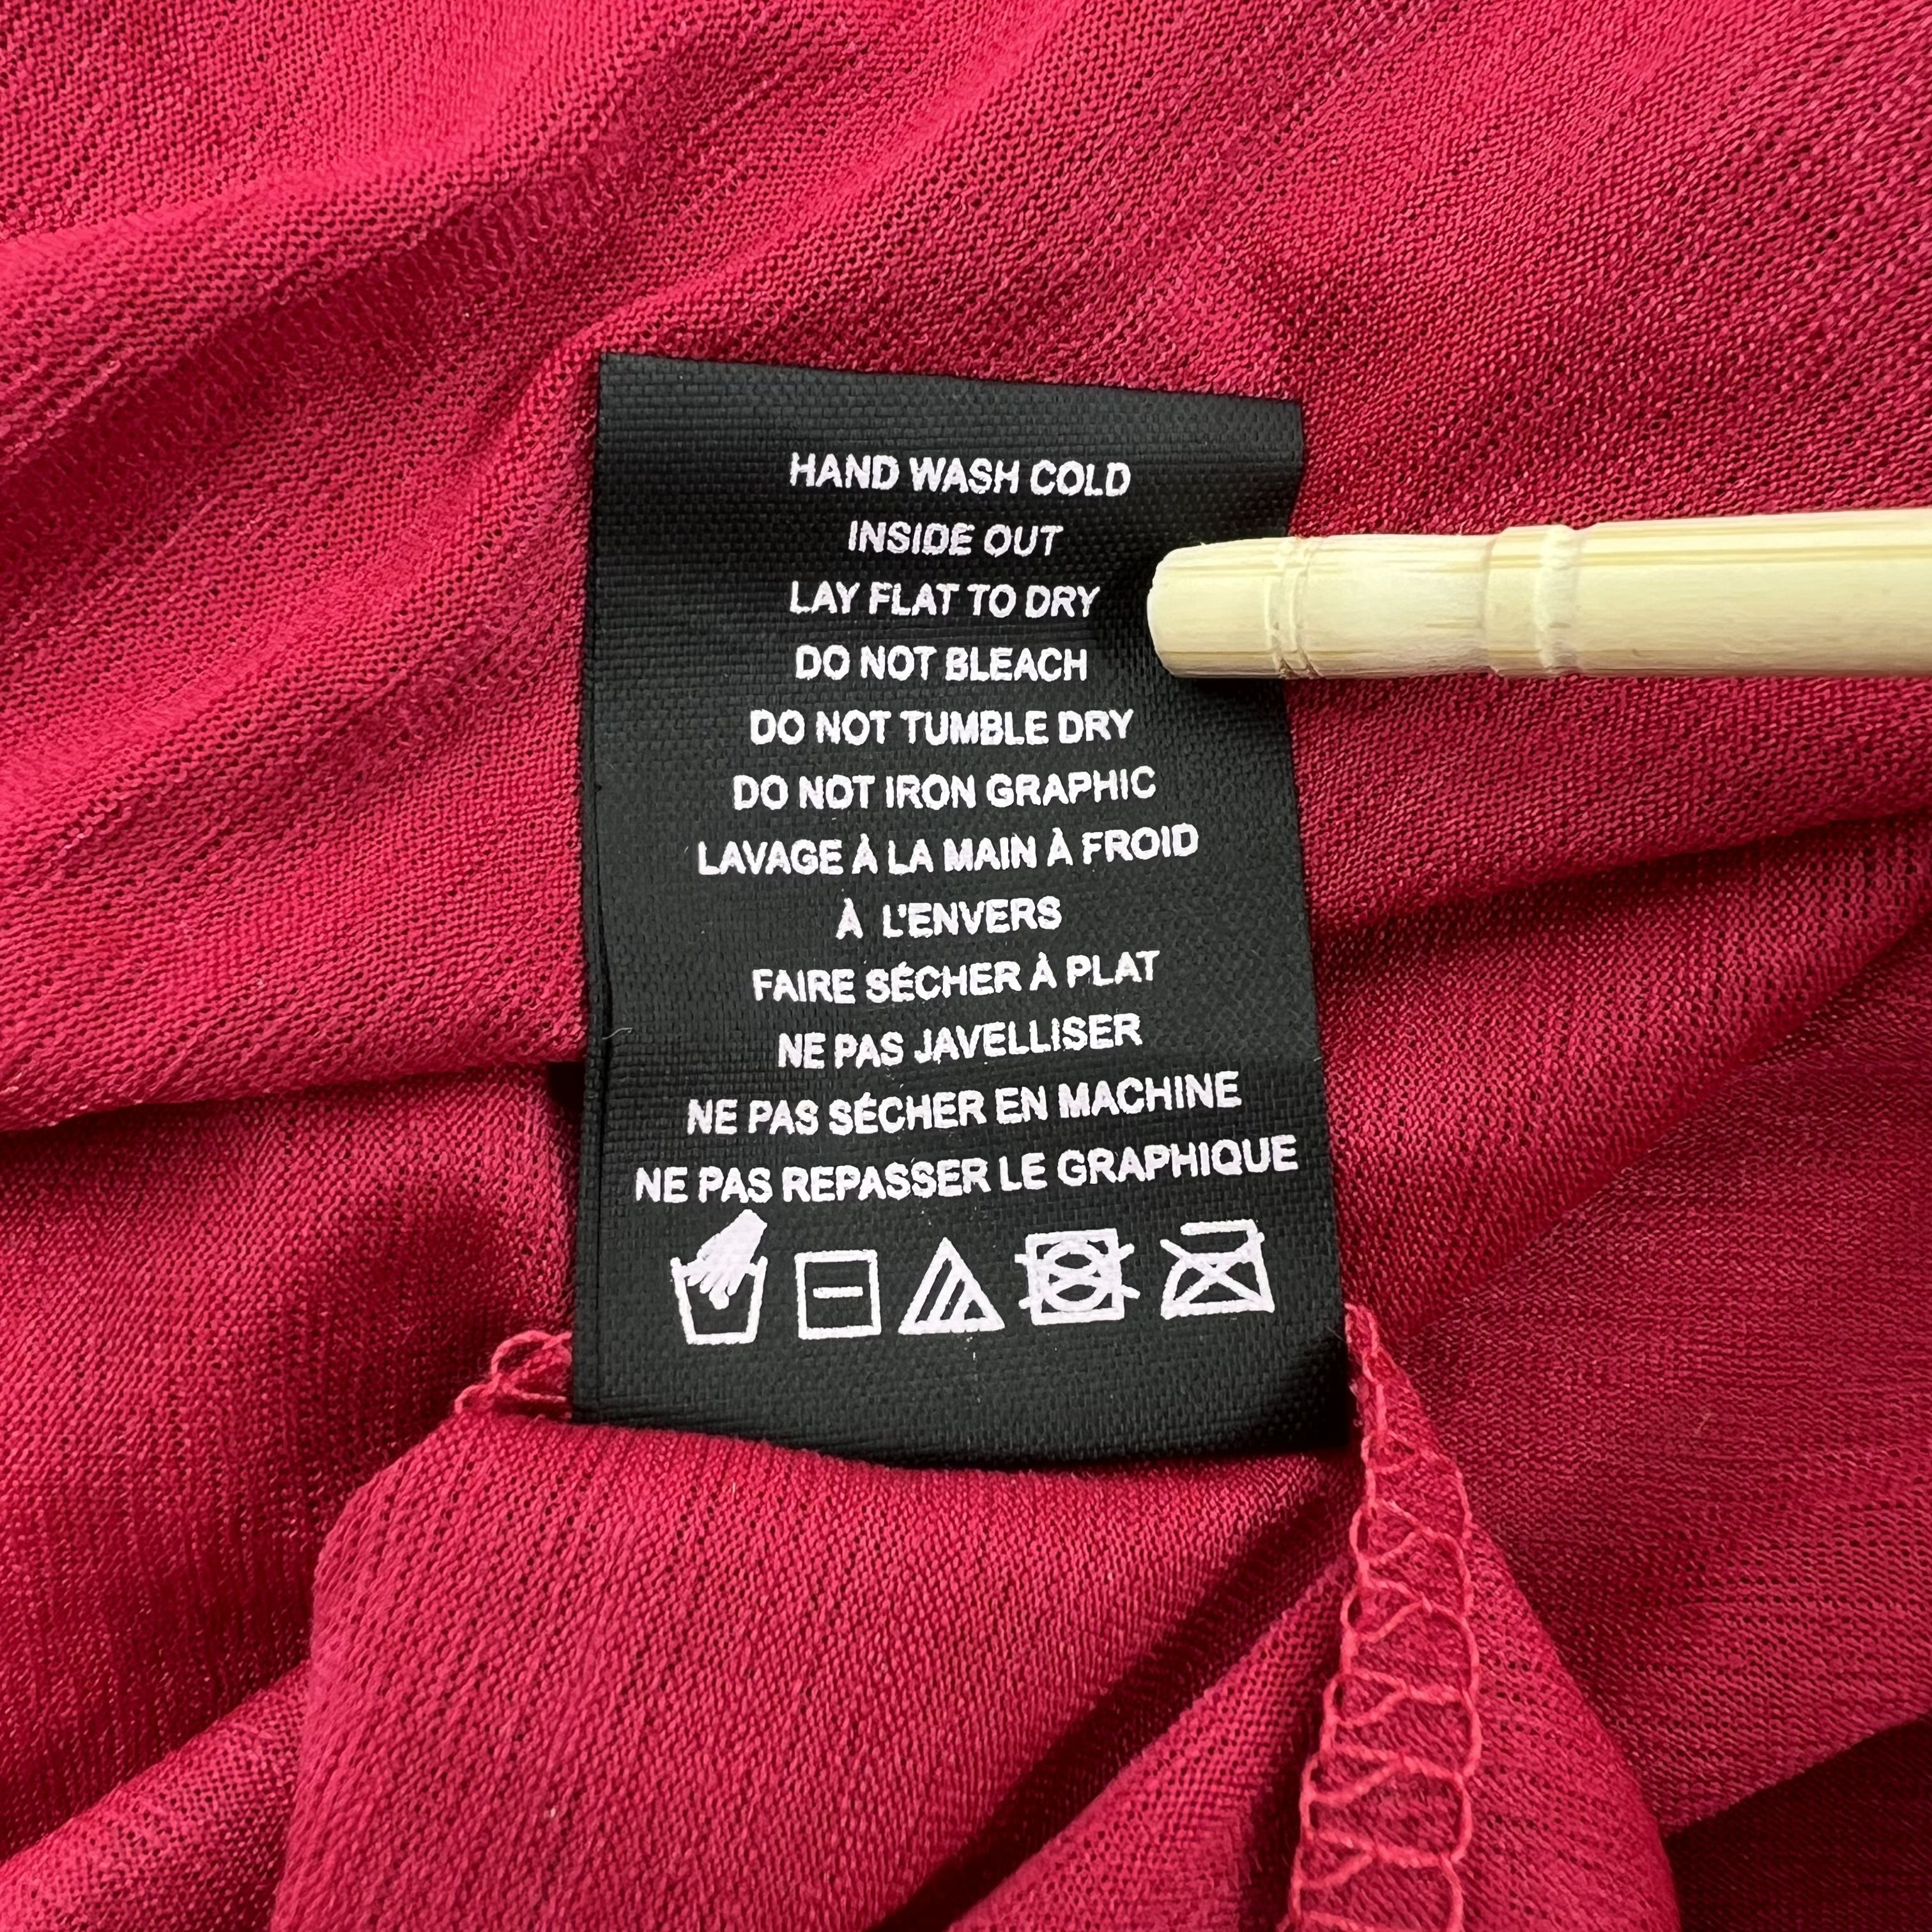 HAND WASH COLD
INSIDE OUT
LAY FLAT TO DRY
DO NOT BLEACH
DO NOT TUMBLE DRY
DO NOT IRON GRAPHIC
LAVAGE À LA MAIN À FROID
À L'ENVERS
FAIRE SÉCHER À PLAT
NE PAS JAVELLISER
NE PAS SÉCHER EN MACHINE
NE PAS REPASSER LE GRAPHIQUE